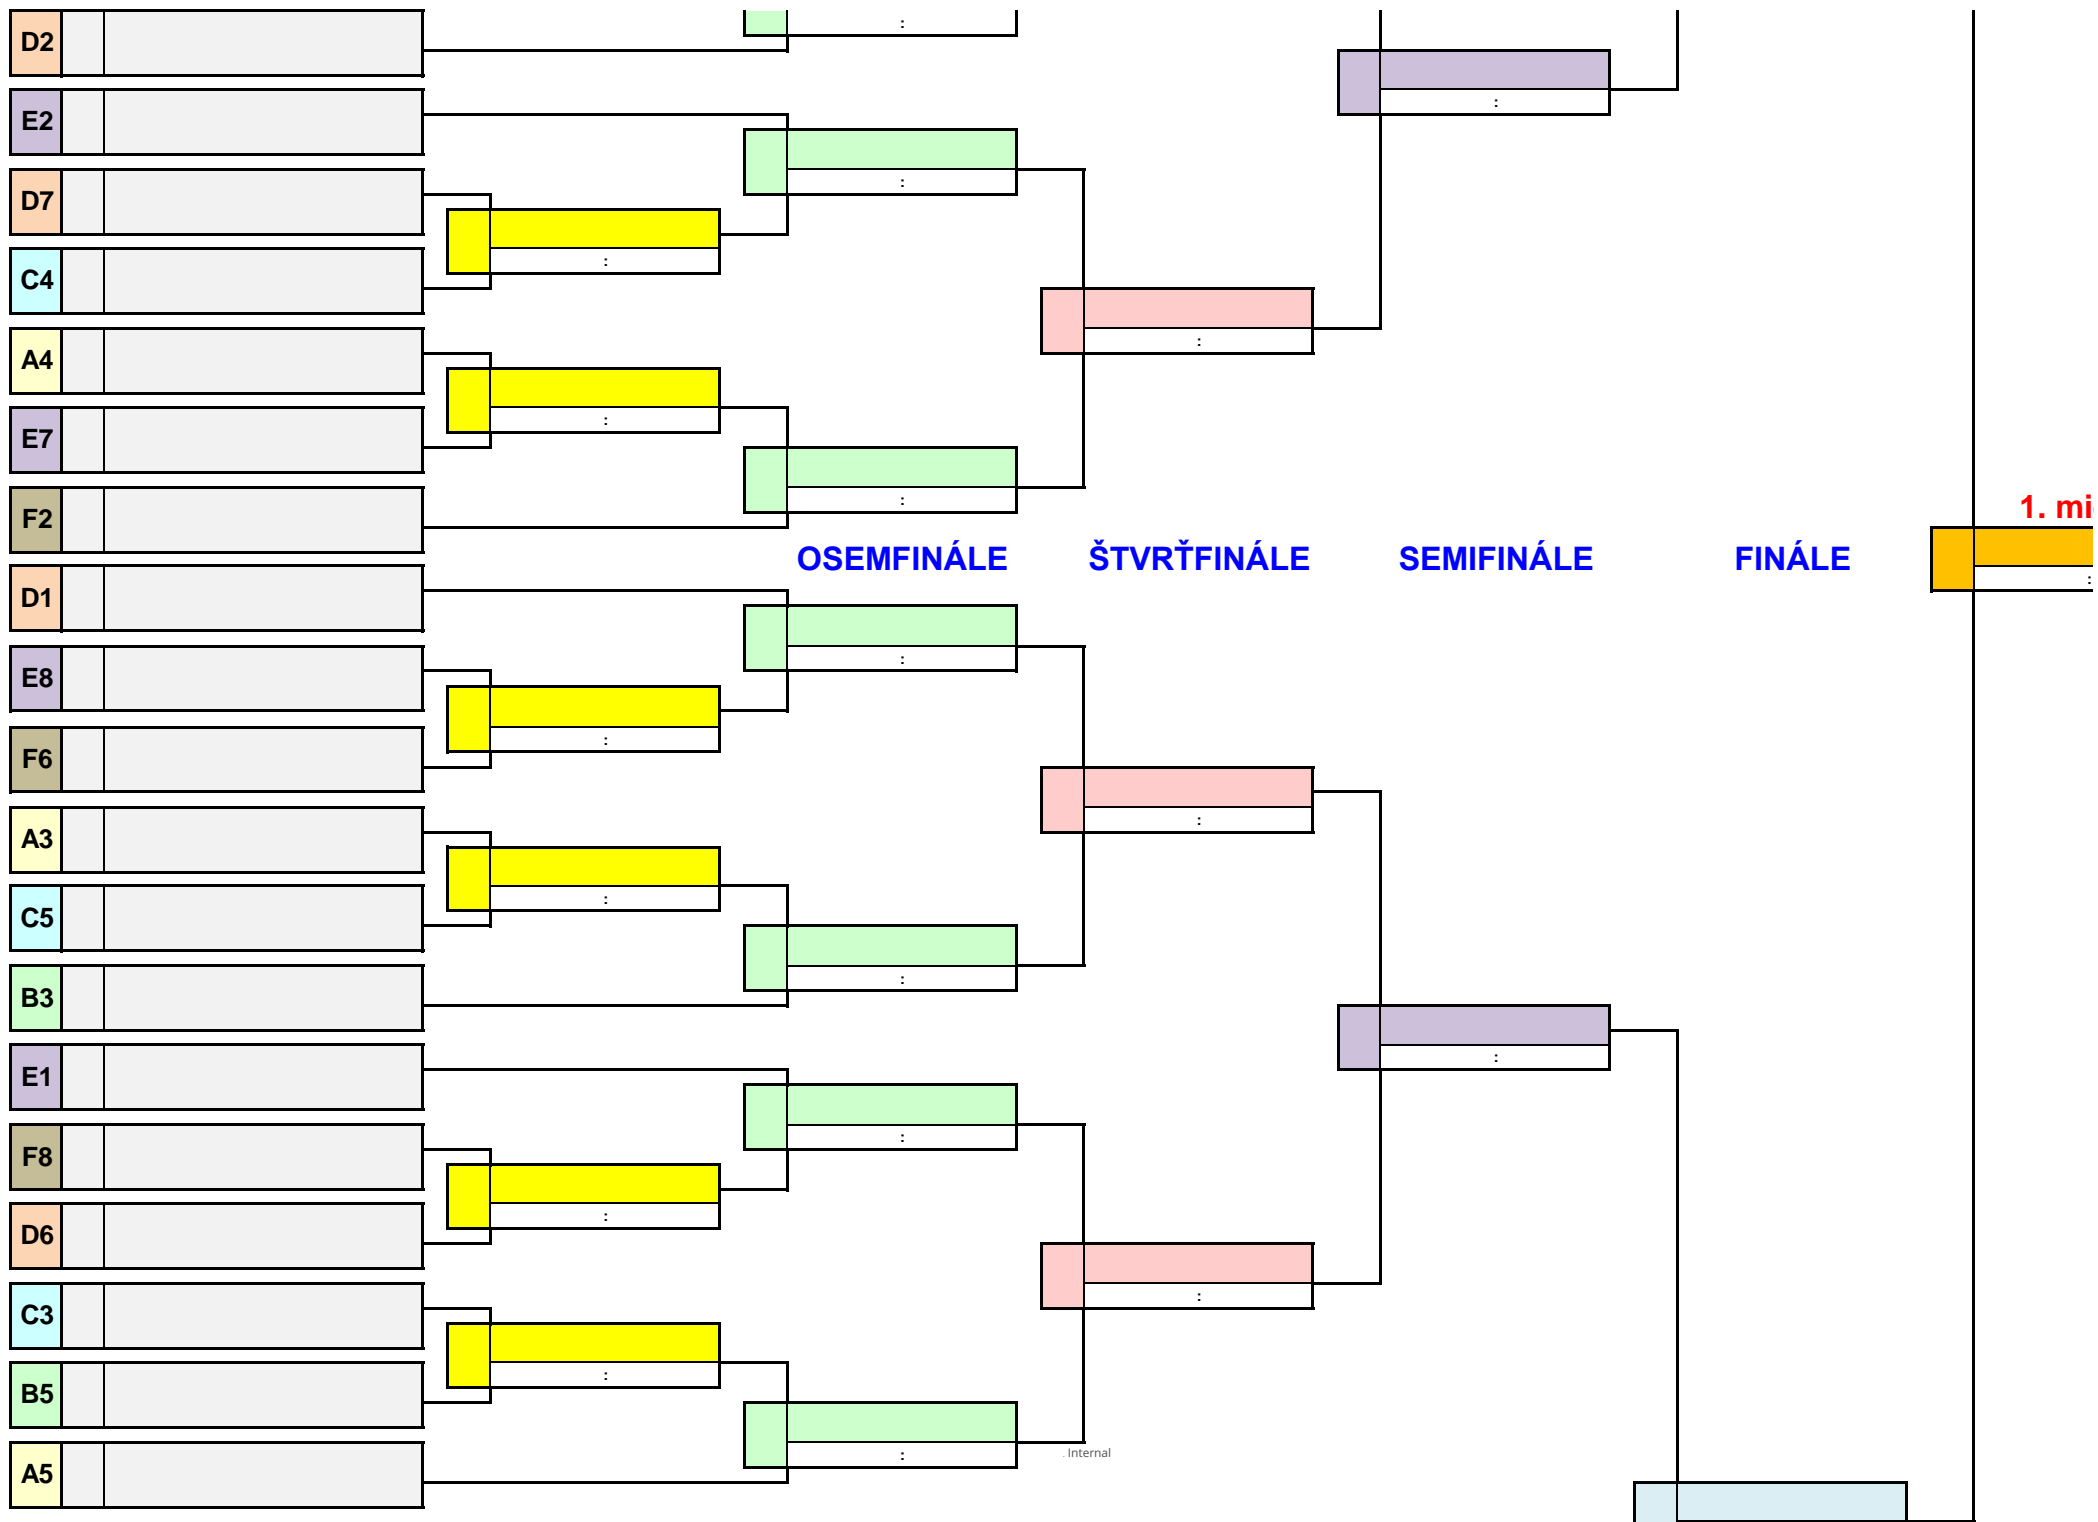 D2
:
E2
:
:
D7
:
C4
:
A4
:
E7
:
F2
:
1. mi
OSEMFINÁLE ŠTVRŤFINÁLE SEMIFINÁLE FINÁLE
:
D1
:
E8
:
F6
:
A3
:
C5
:
B3
:
E1
:
:
F8
:
D6
:
C3
:
B5
:
A5
:
Internal